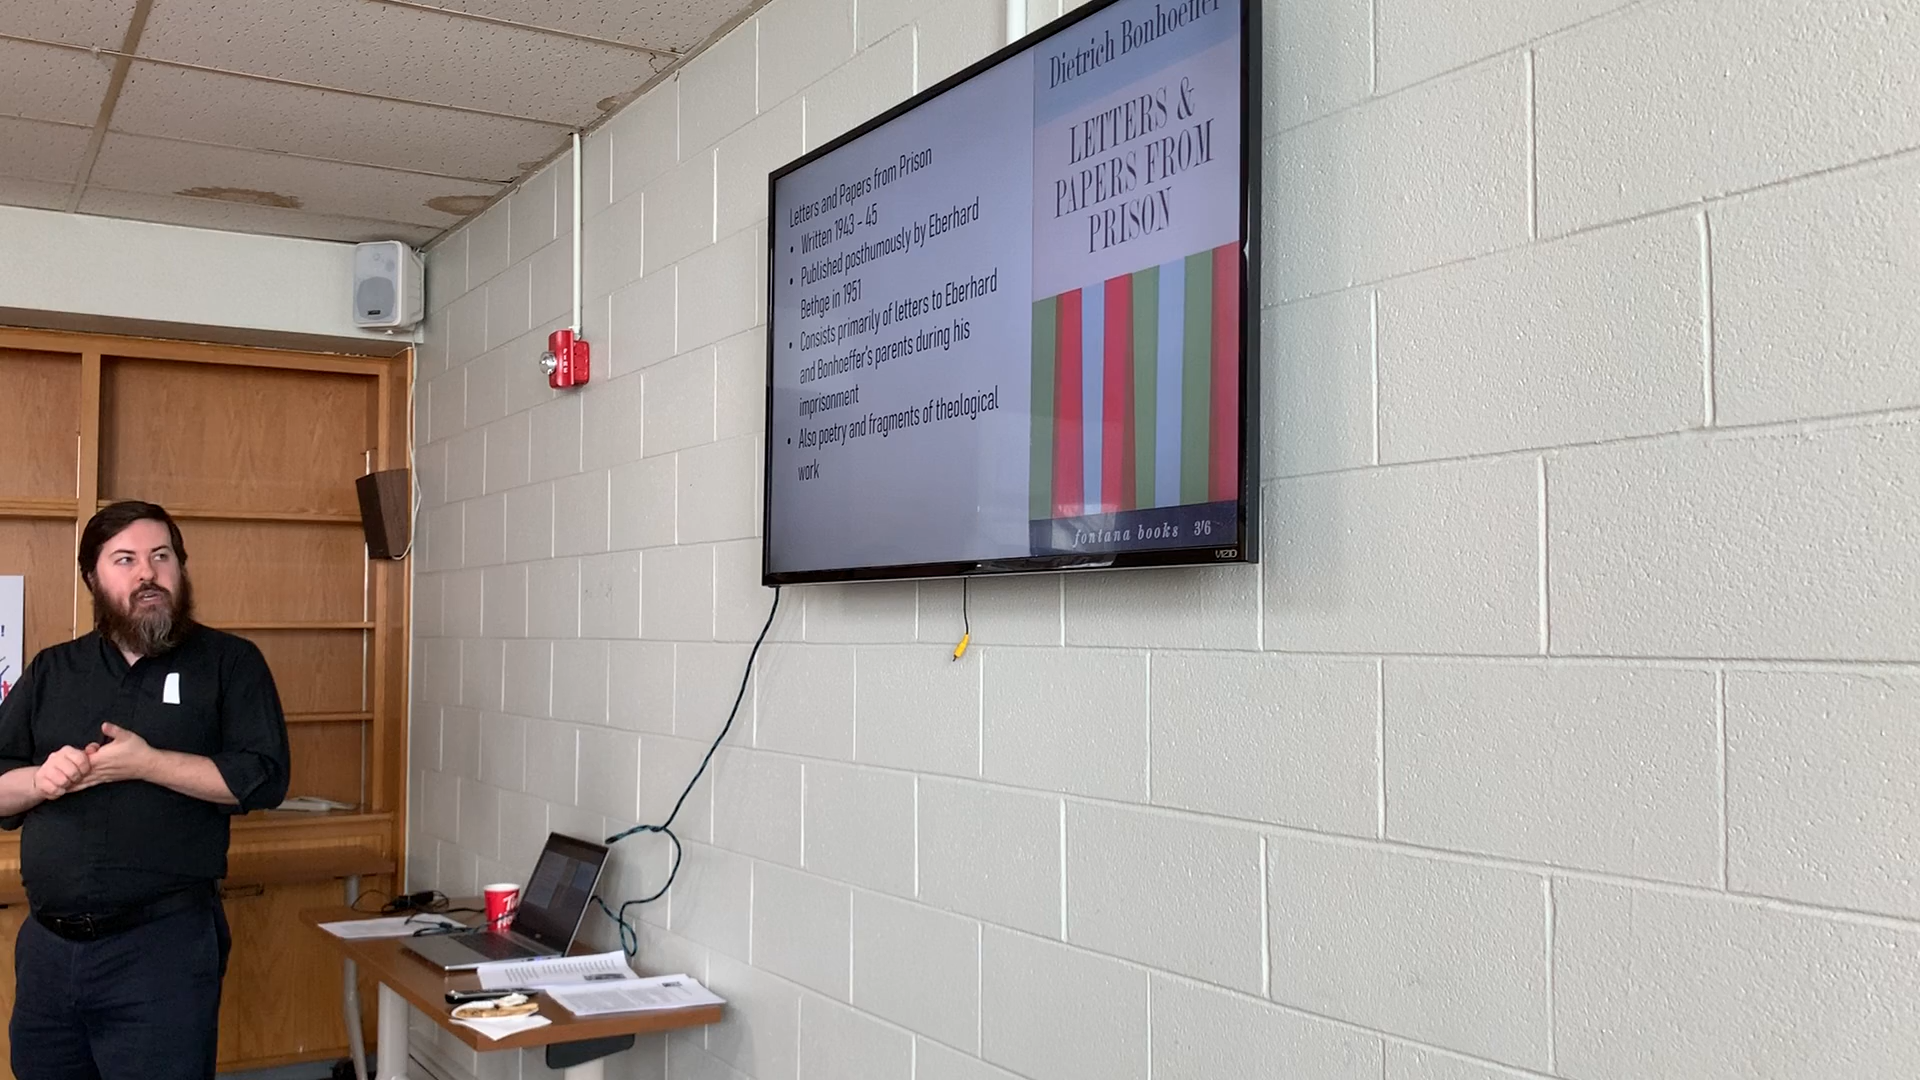 Letters and Papers from Prison
• Written 1943 – 45
• Published posthumously by Eberhard
Bethge in 1951
• Consists primarily of letters to Eberhard
and Bonhoeffer's parents during his
imprisonment
• Also poetry and fragments of theological
work
Dietrich Bonhoeffer
LETTERS &
PAPERS FROM
PRISON
fontana books 3'6
VIZIO
FIRE
!